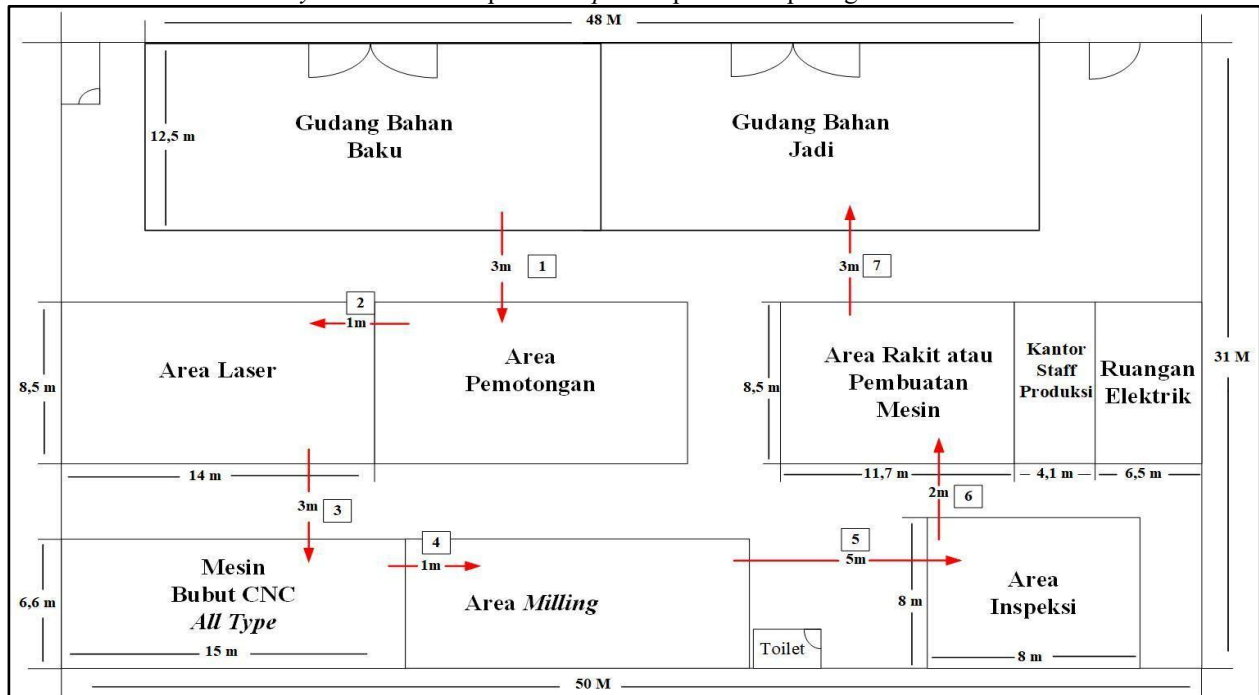 48 M
12,5 m
Gudang Bahan
Baku
Gudang Bahan
Jadi
3m
1
3m
7
2
1m
8,5 m
Area Laser
Area
Pemotongan
8,5 m
Area Rakit atau
Pembuatan
Mesin
Kantor
Staff
Produksi
Ruangan
Elektrik
31 M
14 m
11,7 m
4,1 m
6,5 m
3m
3
2m
6
4
1m
5
5m
6,6 m
Mesin
Bubut CNC
All Type
15 m
Area Milling
Toilet
8 m
Area
Inspeksi
8 m
50 M